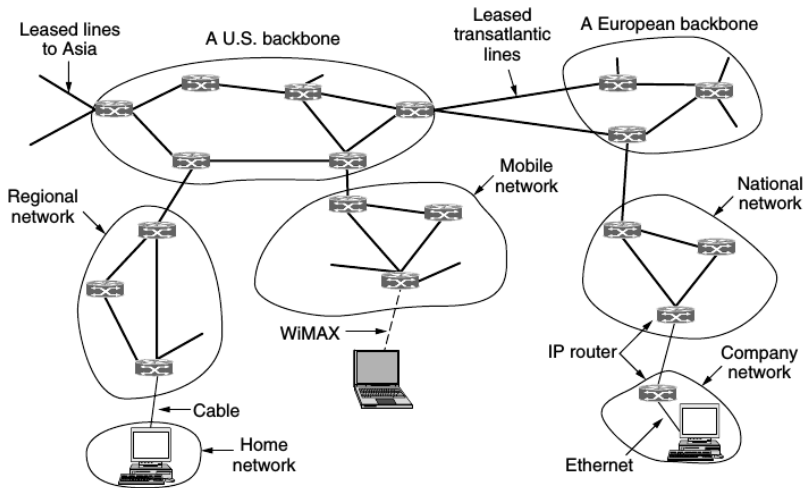 Leased lines
to Asia
A U.S. backbone
Leased
transatlantic
lines
A European backbone
Regional
network
Mobile
network
National
network
WiMAX
IP router
Company
network
Cable
Home
network
Ethernet